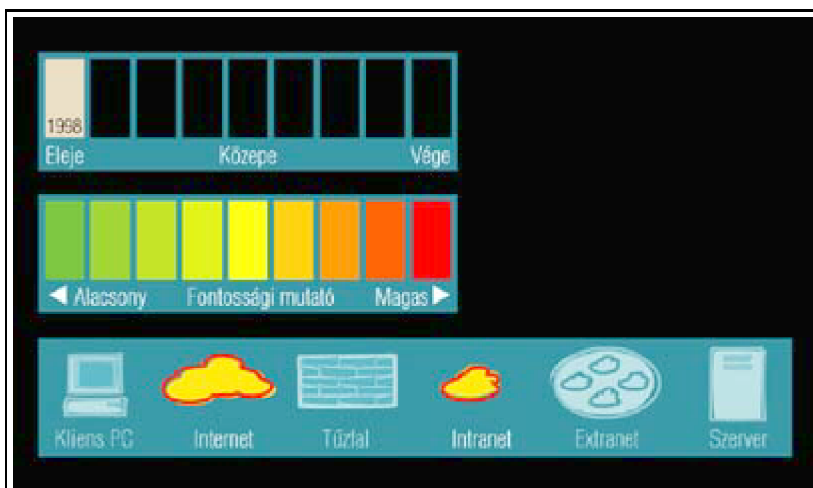 1998
Eleje Közepe Vége
Alacsony Fontossági mutató Magas
Kliens PC Internet Tűzfal Intranet Extranet Szerver